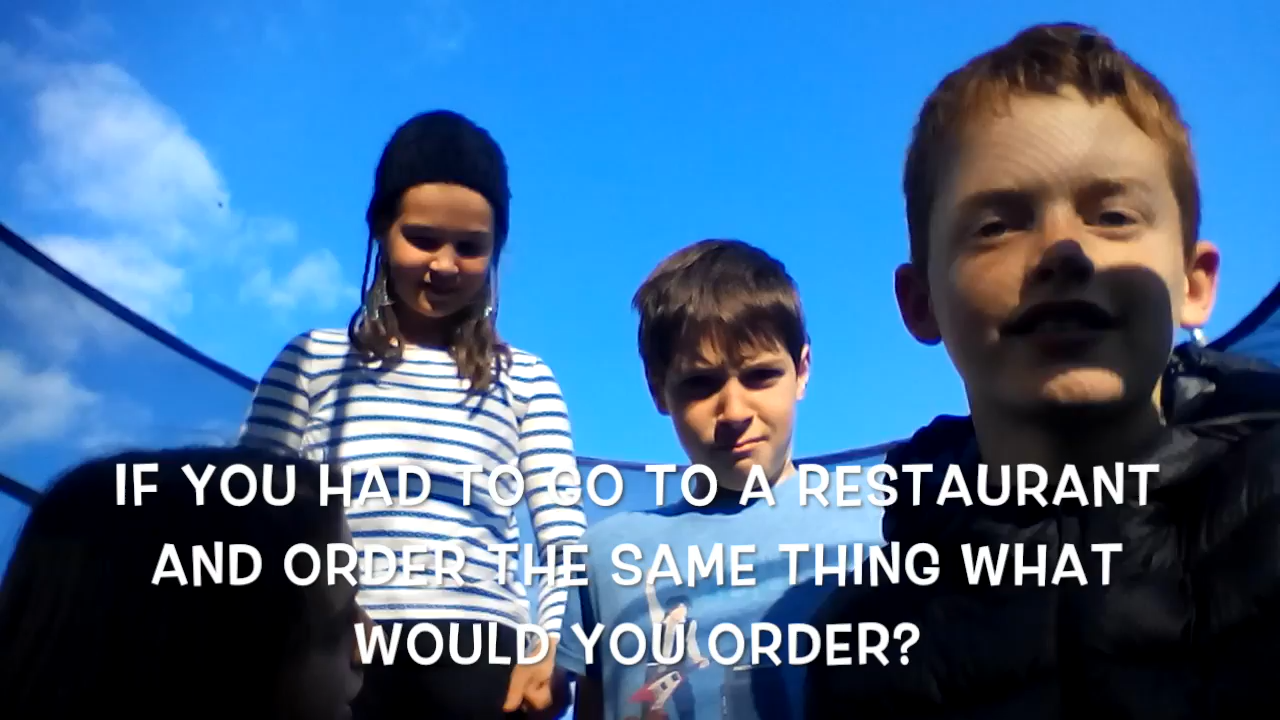 IF YOU HAD TO GO TO A RESTAURANT
AND ORDER THE SAME THING WHAT
WOULD YOU ORDER?